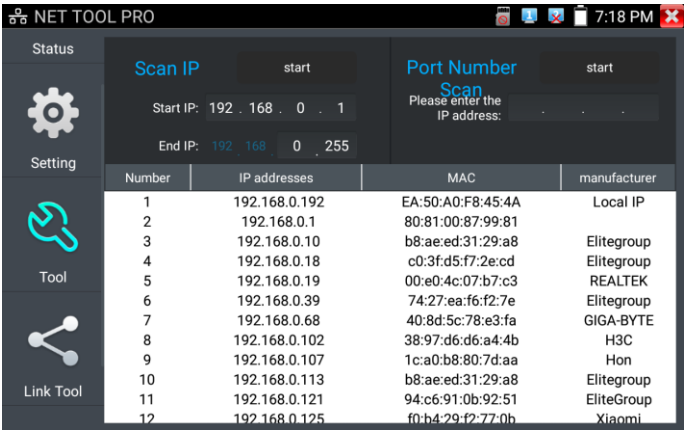 NET TOOL PRO 7:18 PM
Status
Setting
Tool
Link Tool
Scan IP start
Start IP: 192 . 168 . 0 . 1
End IP: 192 . 168 . 0 . 255
Port Number Scan start
Please enter the
IP address: . . .
Number IP addresses MAC manufacturer
1 192.168.0.192 EA:50:A0:F8:45:4A Local IP
2 192.168.0.1 80:81:00:87:99:81
3 192.168.0.10 b8:ae:ed:31:29:a8 Elitegroup
4 192.168.0.18 c0:3f:d5:f7:2e:cd Elitegroup
5 192.168.0.19 00:e0:4c:07:b7:c3 REALTEK
6 192.168.0.39 74:27:ea:f6:f2:7e Elitegroup
7 192.168.0.68 40:8d:5c:78:e3:fa GIGA-BYTE
8 192.168.0.102 38:97:d6:d6:a4:4b H3C
9 192.168.0.107 1c:a0:b8:80:7d:aa Hon
10 192.168.0.113 b8:ae:ed:31:29:a8 Elitegroup
11 192.168.0.121 94:c6:91:0b:92:51 EliteGroup
12 192.168.0.125 f0:b4:29:f2:77:0b Xiaomi